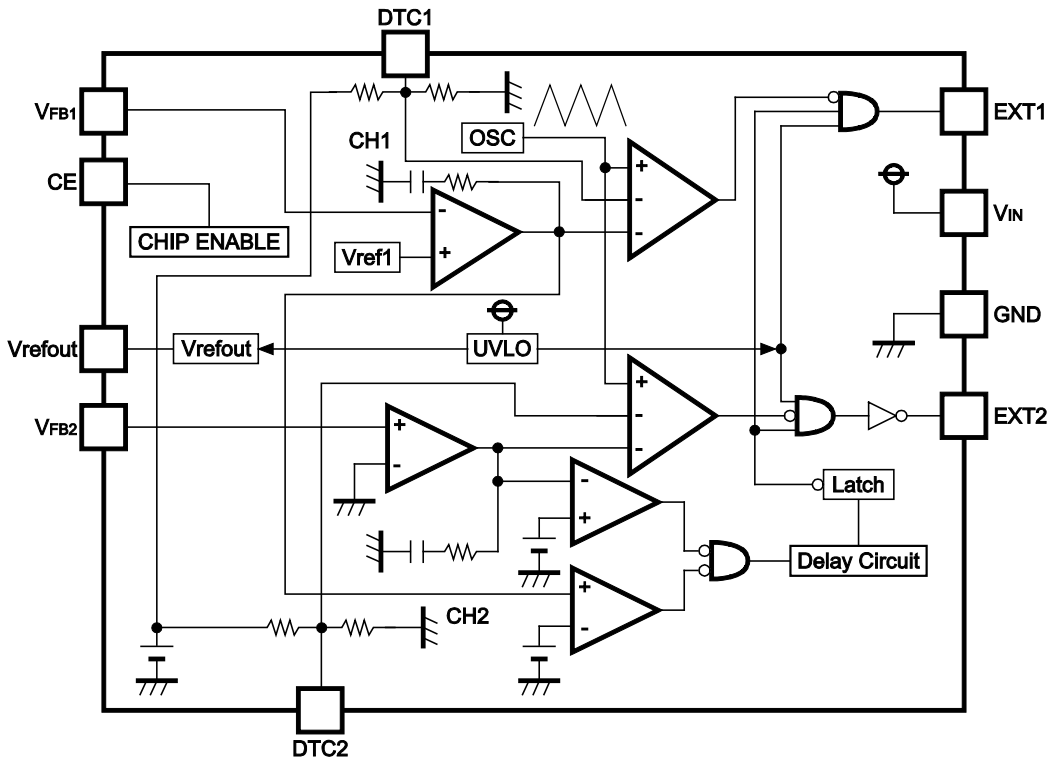 DTC1
VFB1
EXT1
OSC
CH1
+
-
-
CE
-
VIN
CHIP ENABLE
Vref1
+
GND
Vrefout
Vrefout
UVLO
+
-
-
EXT2
VFB2
+
-
Latch
-
+
Delay Circuit
+
-
CH2
DTC2